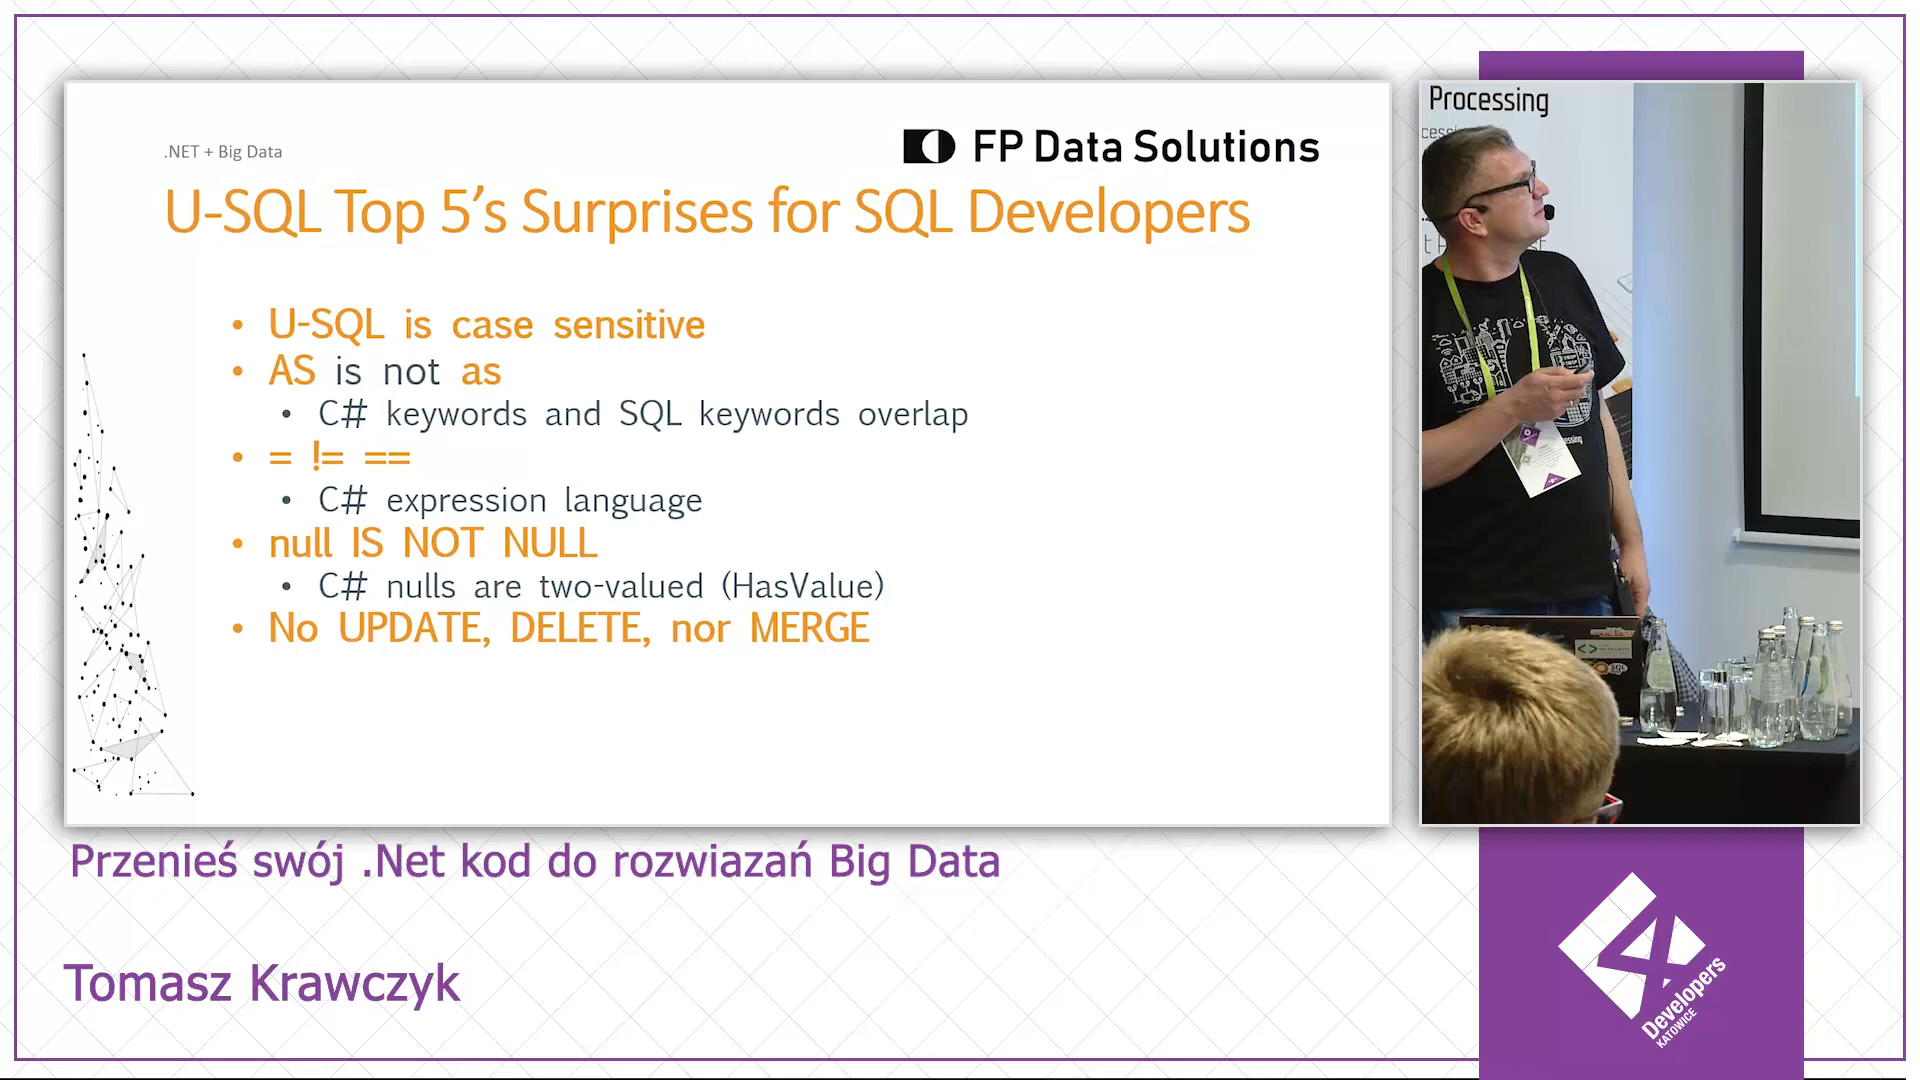 .NET + Big Data
FP Data Solutions
U-SQL Top 5’s Surprises for SQL Developers
• U-SQL is case sensitive
• AS is not as
• C# keywords and SQL keywords overlap
• = != ==
• C# expression language
• null IS NOT NULL
• C# nulls are two-valued (HasValue)
• No UPDATE, DELETE, nor MERGE
Processing
Przenieś swój .Net kod do rozwiazań Big Data
Tomasz Krawczyk
4
Developers
KATOWICE